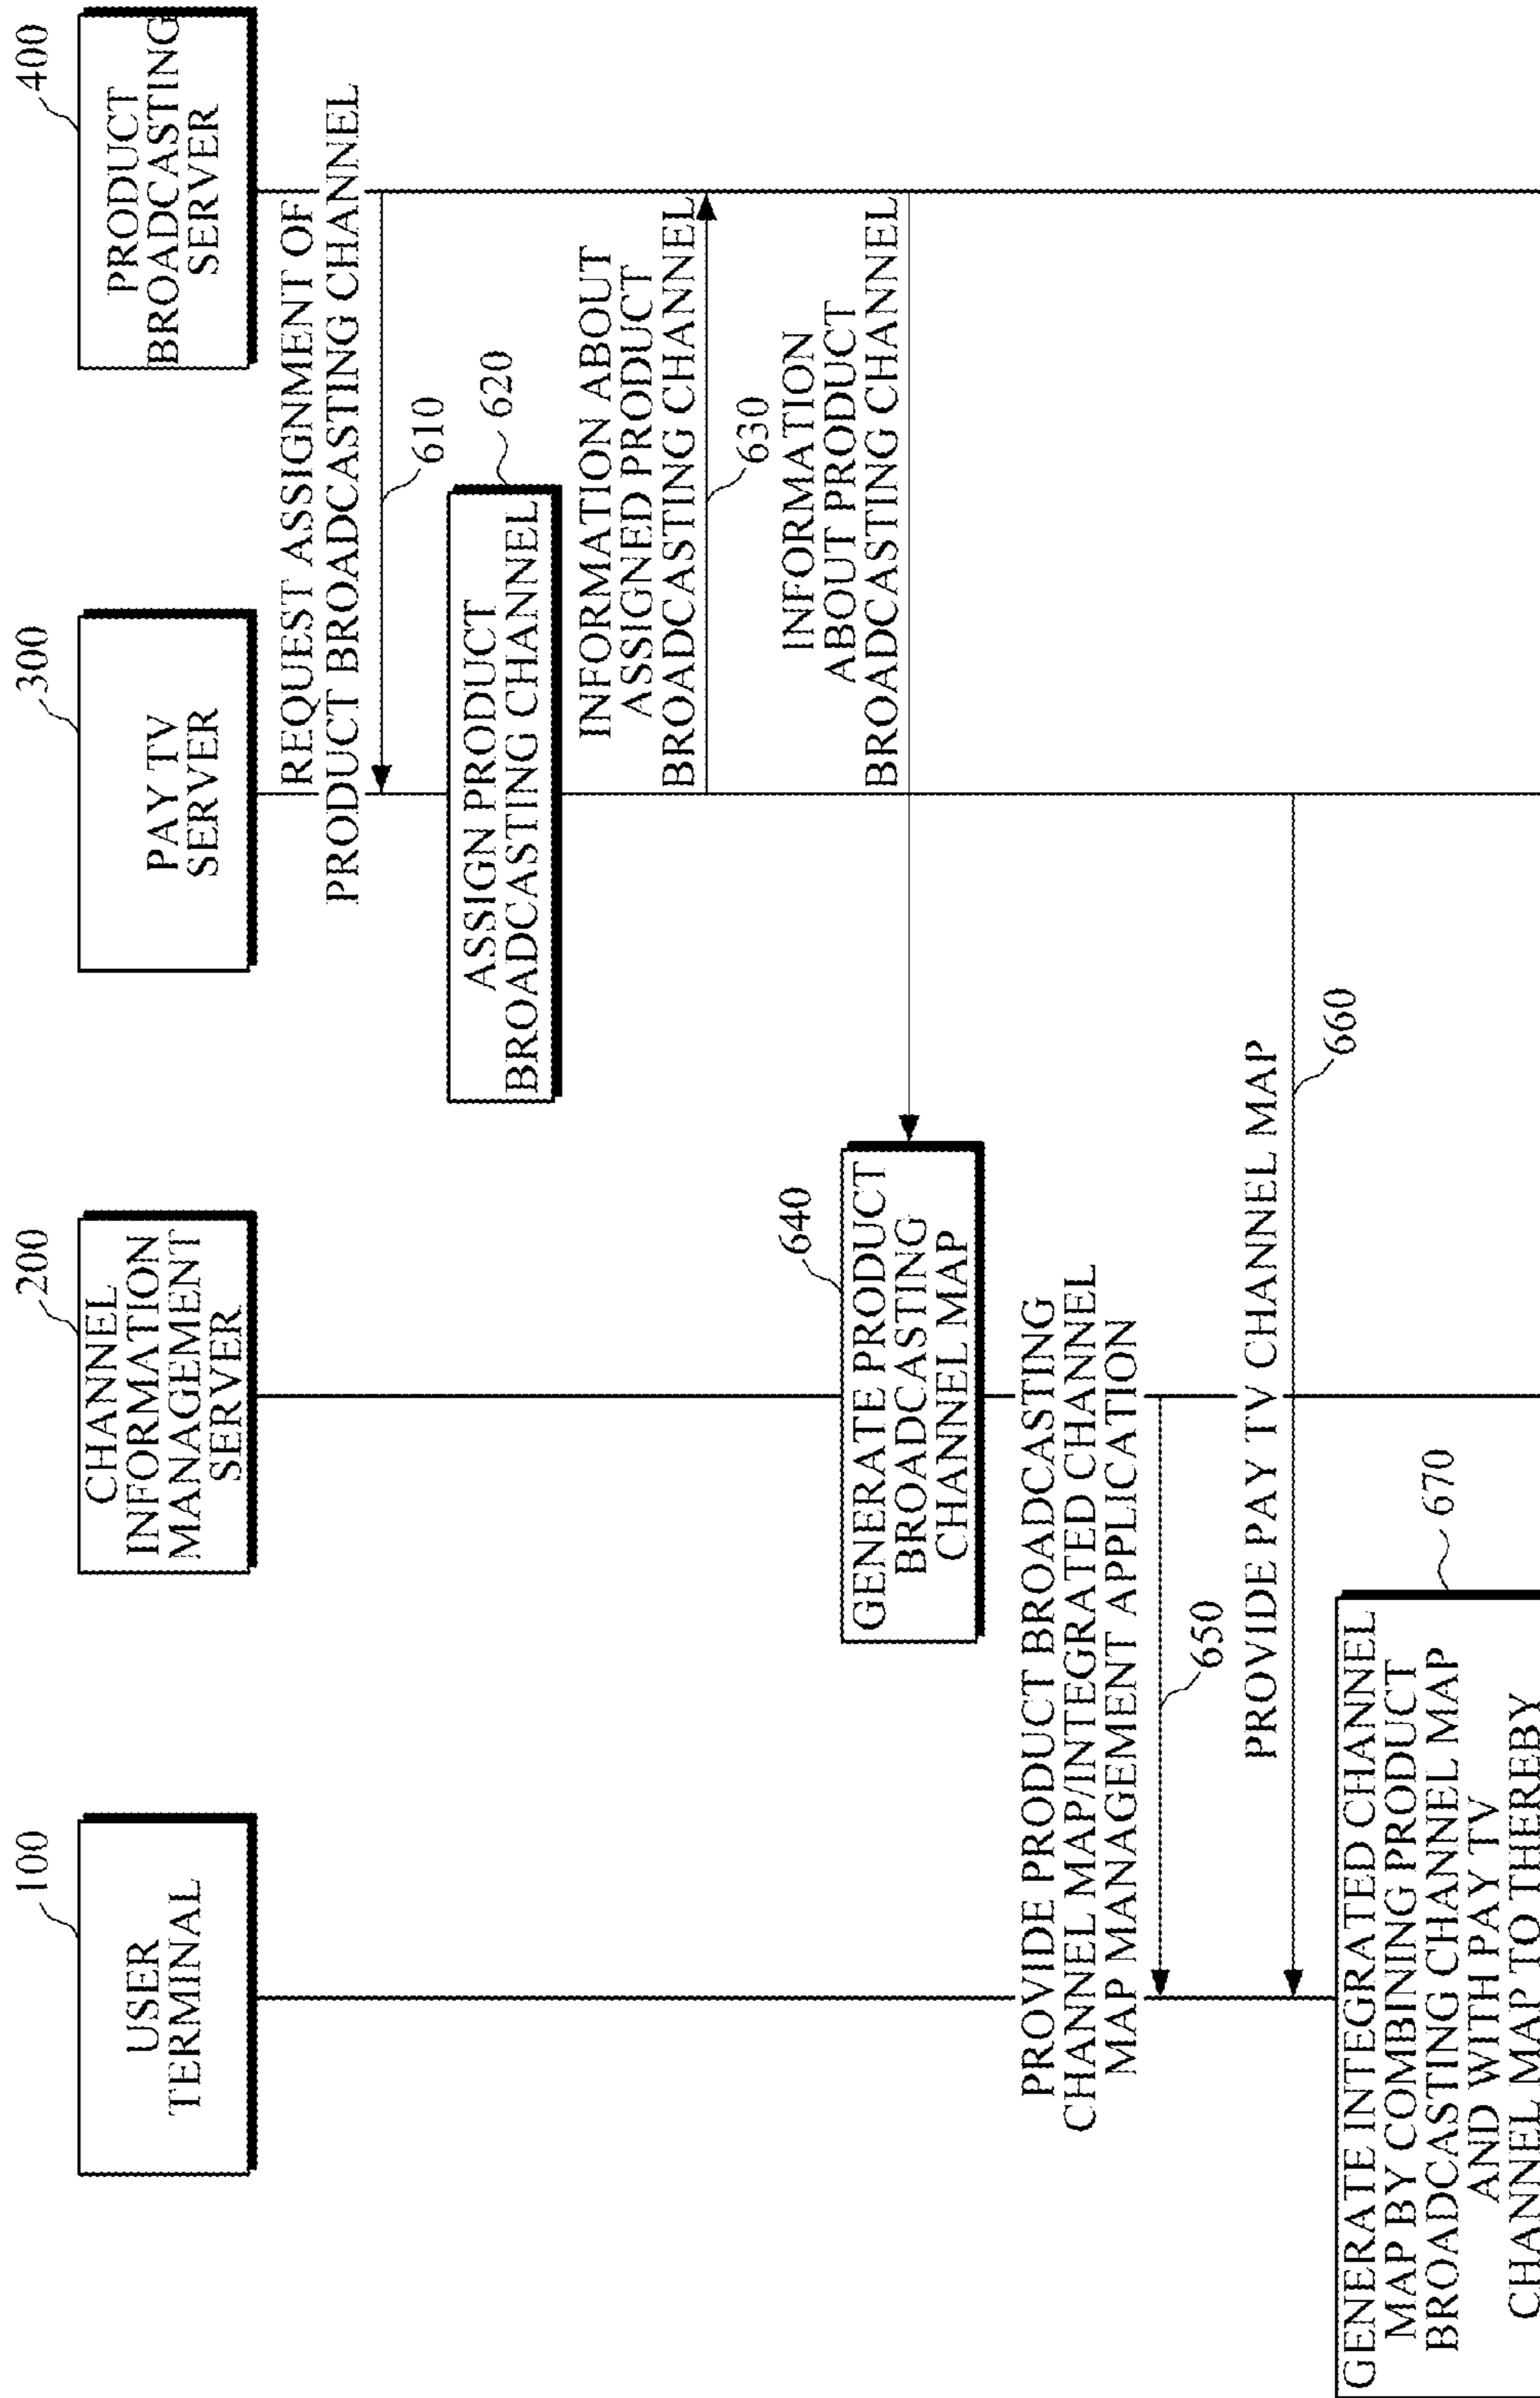 100
USER
TERMINAL
200
CHANNEL
INFORMATION
MANAGEMENT
SERVER
300
PAY TV
SERVER
400
PRODUCT
BROADCASTING
SERVER
REQUEST ASSIGNMENT OF
PRODUCT BROADCASTING CHANNEL
610
ASSIGN PRODUCT
BROADCASTING CHANNEL
620
INFORMATION ABOUT
ASSIGNED PRODUCT
BROADCASTING CHANNEL
630
INFORMATION
ABOUT PRODUCT
BROADCASTING CHANNEL
640
GENERATE PRODUCT
BROADCASTING
CHANNEL MAP
PROVIDE PRODUCT BROADCASTING
CHANNEL MAP/INTEGRATED CHANNEL
MAP MANAGEMENT APPLICATION
650
PROVIDE PAY TV CHANNEL MAP
660
GENERATE INTEGRATED CHANNEL
MAP BY COMBINING PRODUCT
BROADCASTING CHANNEL MAP
AND WITH PAY TV
CHANNEL MAP TO THEREBY
670